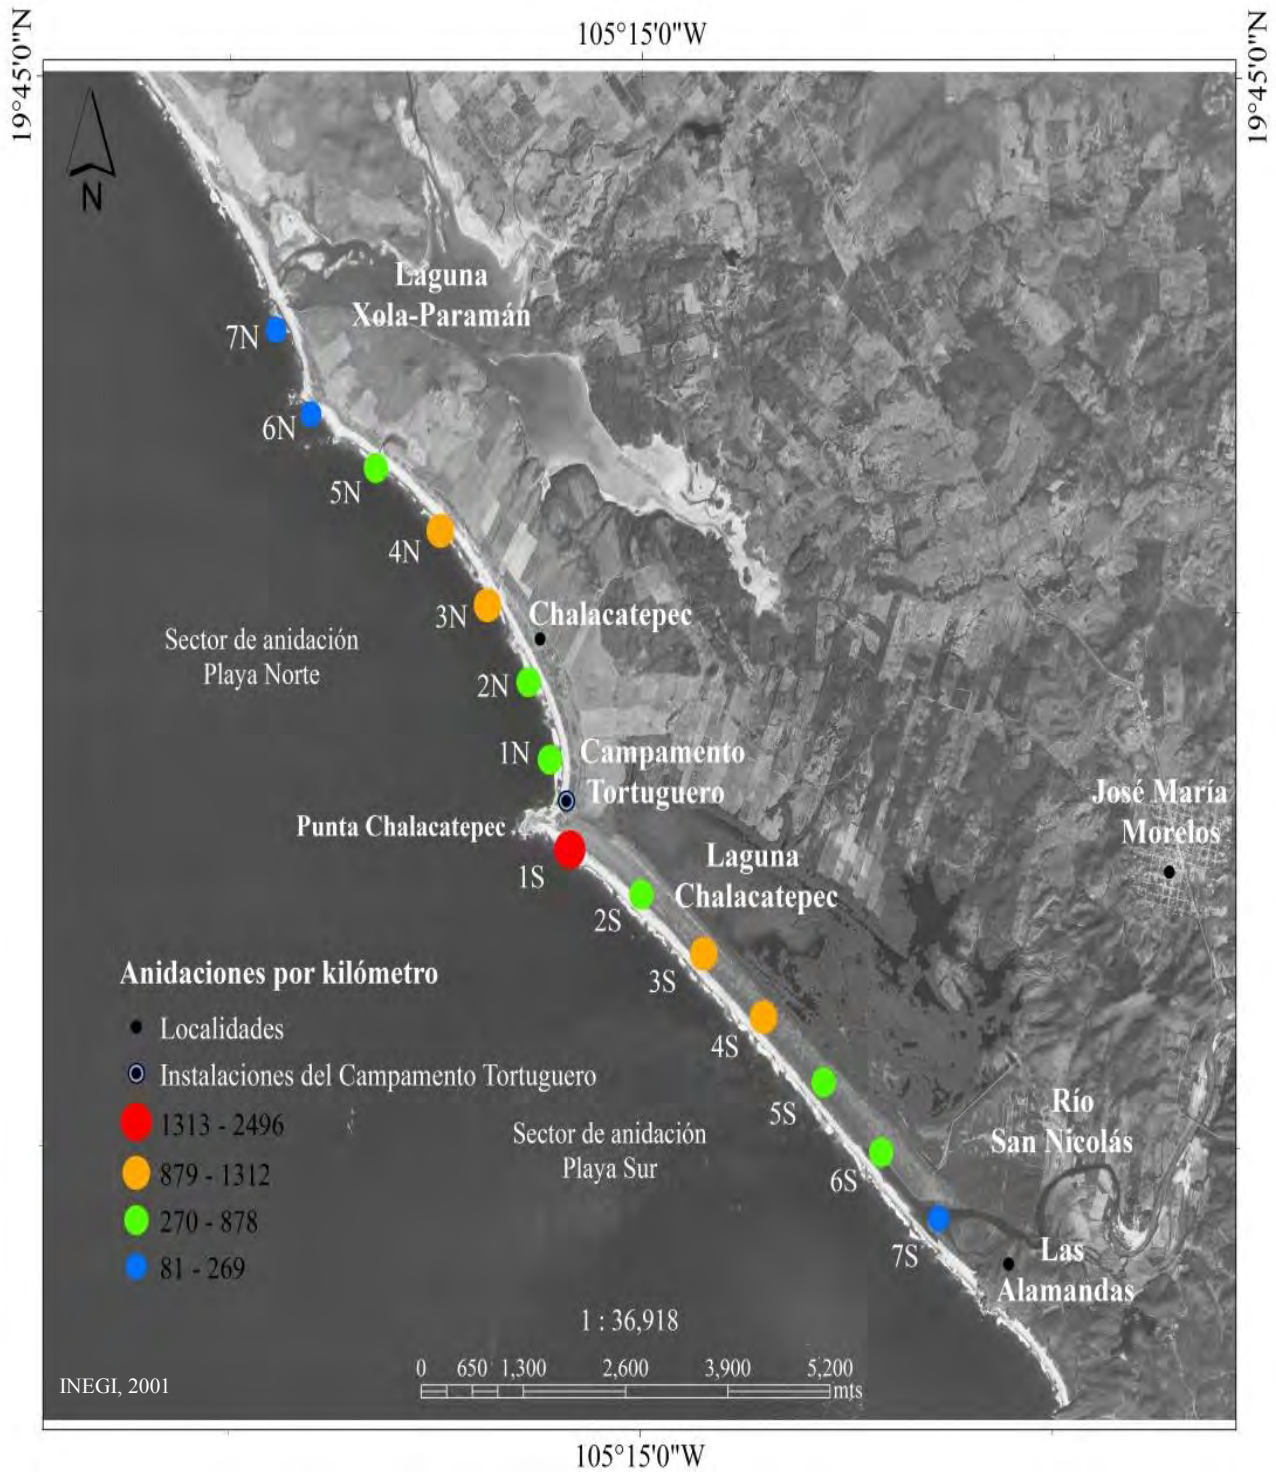 105°15'0"W
19°45'0"N
19°45'0"N
N
Laguna
Xola-Paramán
7N
6N
5N
4N
3N
Chalacatepec
Sector de anidación
Playa Norte
2N
1N
Campamento
Tortuguero
José María
Morelos
Punta Chalacatepec
Laguna
Chalacatepec
1S
2S
3S
4S
5S
6S
7S
Anidaciones por kilómetro
Localidades
Instalaciones del Campamento Tortuguero
1313 - 2496
879 - 1312
270 - 878
81 - 269
Sector de anidación
Playa Sur
Río
San Nicolás
Las
Alamandas
1 : 36,918
0 650 1,300 2,600 3,900 5,200
mts
INEGI, 2001
105°15'0"W